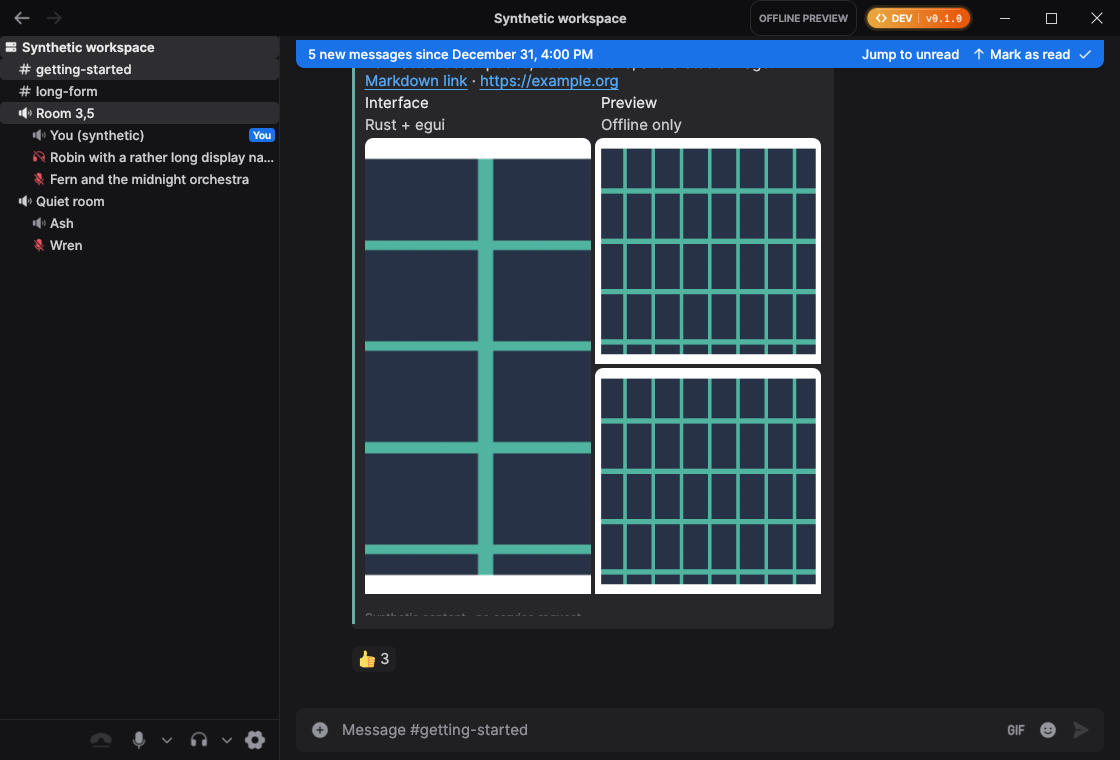 Synthetic workspace
OFFLINE PREVIEW
DEV v0.1.0
Synthetic workspace
# getting-started
# long-form
Room 3,5
You (synthetic)
You
Robin with a rather long display na...
Fern and the midnight orchestra
Quiet room
Ash
Wren
5 new messages since December 31, 4:00 PM
Jump to unread
Mark as read
Markdown link · https://example.org
Interface
Preview
Rust + egui
Offline only
3
Message #getting-started
GIF